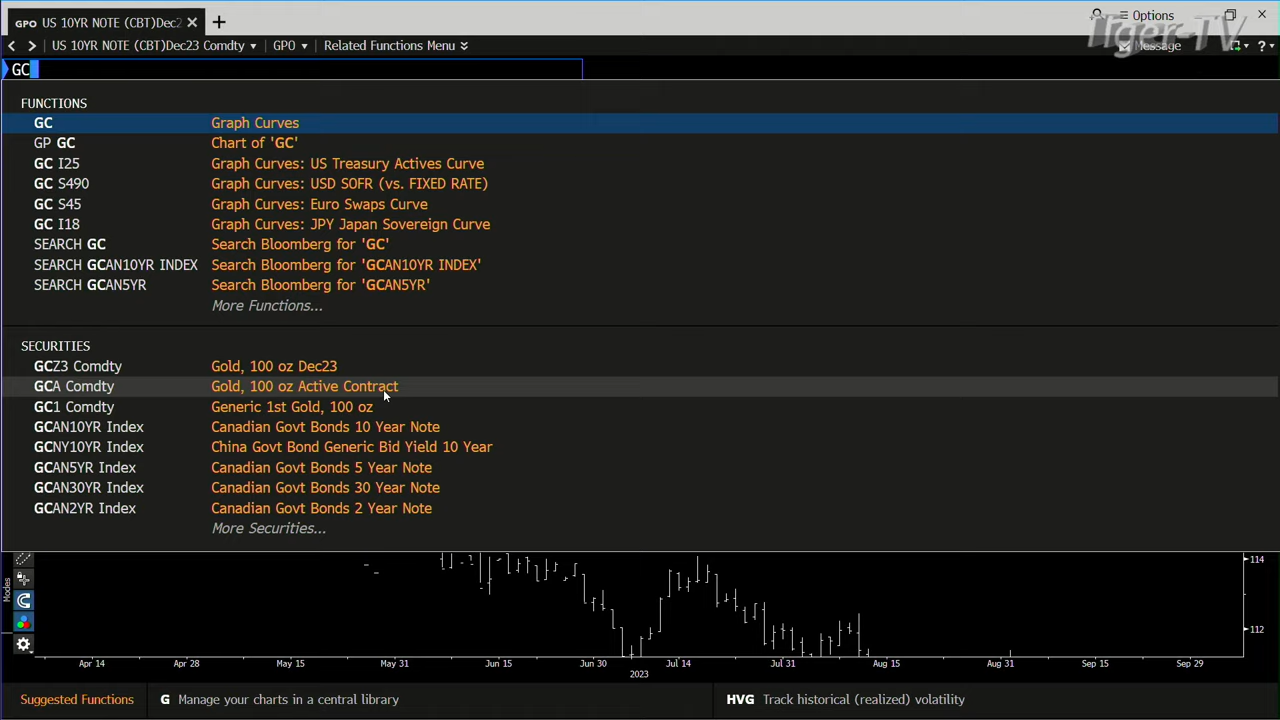 GPO US 10YR NOTE (CBT)Dec2
Options
US 10YR NOTE (CBT)Dec23 Comdty GPO Related Functions Menu
Message
Tiger-TV
GC
FUNCTIONS
GC Graph Curves
GP GC Chart of 'GC'
GC I25 Graph Curves: US Treasury Actives Curve
GC S490 Graph Curves: USD SOFR (vs. FIXED RATE)
GC S45 Graph Curves: Euro Swaps Curve
GC I18 Graph Curves: JPY Japan Sovereign Curve
SEARCH GC Search Bloomberg for 'GC'
SEARCH GCAN10YR INDEX Search Bloomberg for 'GCAN10YR INDEX'
SEARCH GCAN5YR Search Bloomberg for 'GCAN5YR'
More Functions...
SECURITIES
GCZ3 Comdty Gold, 100 oz Dec23
GCA Comdty Gold, 100 oz Active Contract
GC1 Comdty Generic 1st Gold, 100 oz
GCAN10YR Index Canadian Govt Bonds 10 Year Note
GCNY10YR Index China Govt Bond Generic Bid Yield 10 Year
GCAN5YR Index Canadian Govt Bonds 5 Year Note
GCAN30YR Index Canadian Govt Bonds 30 Year Note
GCAN2YR Index Canadian Govt Bonds 2 Year Note
More Securities...
Modes
114
112
Apr 14 Apr 28 May 15 May 31 Jun 15 Jun 30 Jul 14 Jul 31 Aug 15 Aug 31 Sep 15 Sep 29
2023
Suggested Functions G Manage your charts in a central library HVG Track historical (realized) volatility